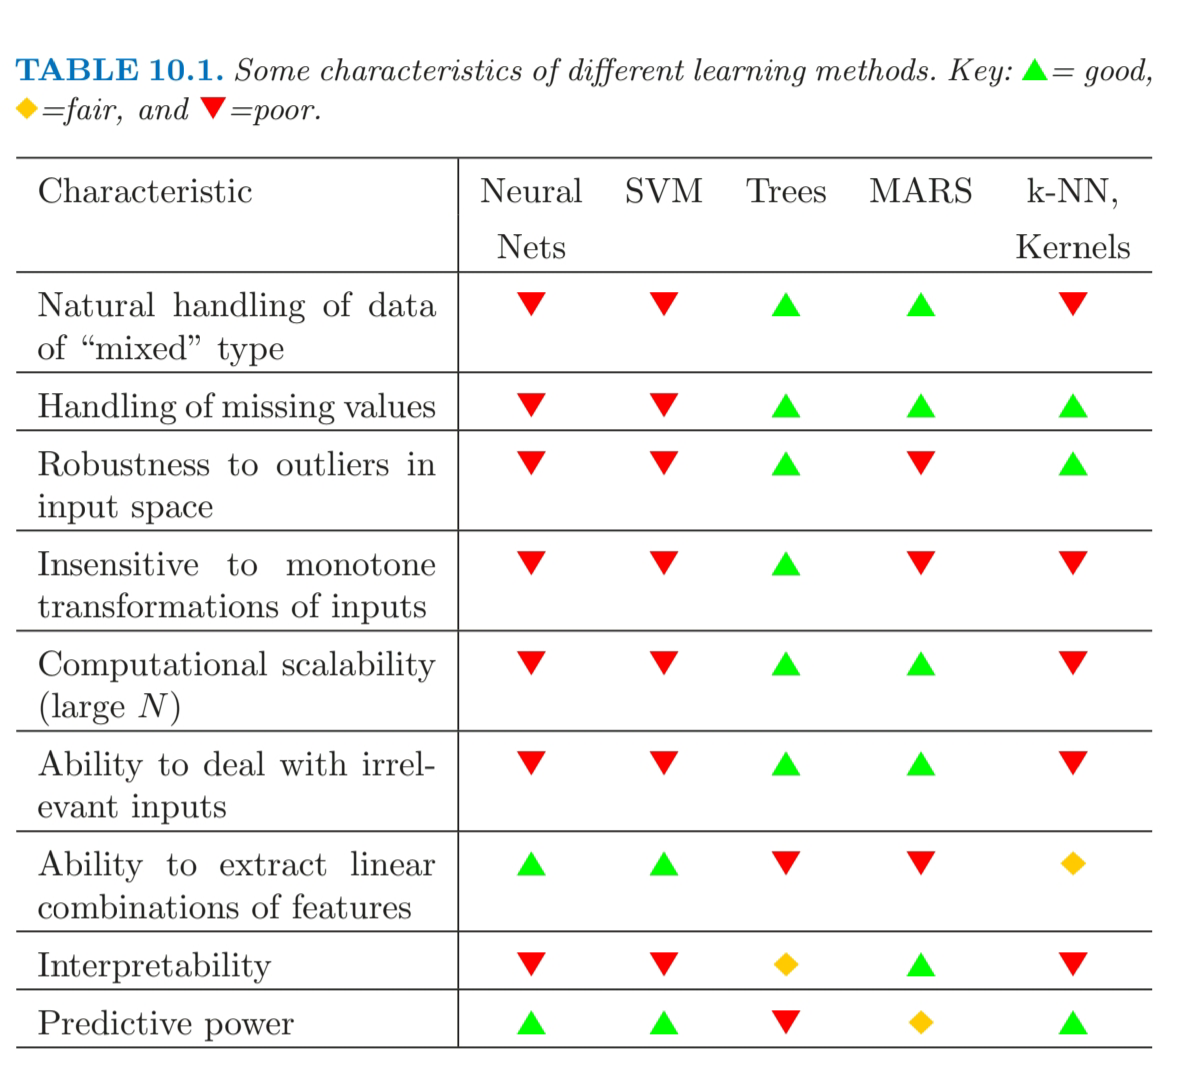 TABLE 10.1. Some characteristics of different learning methods. Key: ▲= good,
◆=fair, and ▼=poor.
Characteristic Neural SVM Trees MARS k-NN,
Nets Kernels
Natural handling of data ▼ ▼ ▲ ▲ ▼
of “mixed” type
Handling of missing values ▼ ▼ ▲ ▲ ▲
Robustness to outliers in ▼ ▼ ▲ ▼ ▲
input space
Insensitive to monotone ▼ ▼ ▲ ▼ ▼
transformations of inputs
Computational scalability ▼ ▼ ▲ ▲ ▼
(large N)
Ability to deal with irrel- ▼ ▼ ▲ ▲ ▼
evant inputs
Ability to extract linear ▲ ▲ ▼ ▼ ◆
combinations of features
Interpretability ▼ ▼ ◆ ▲ ▼
Predictive power ▲ ▲ ▼ ◆ ▲